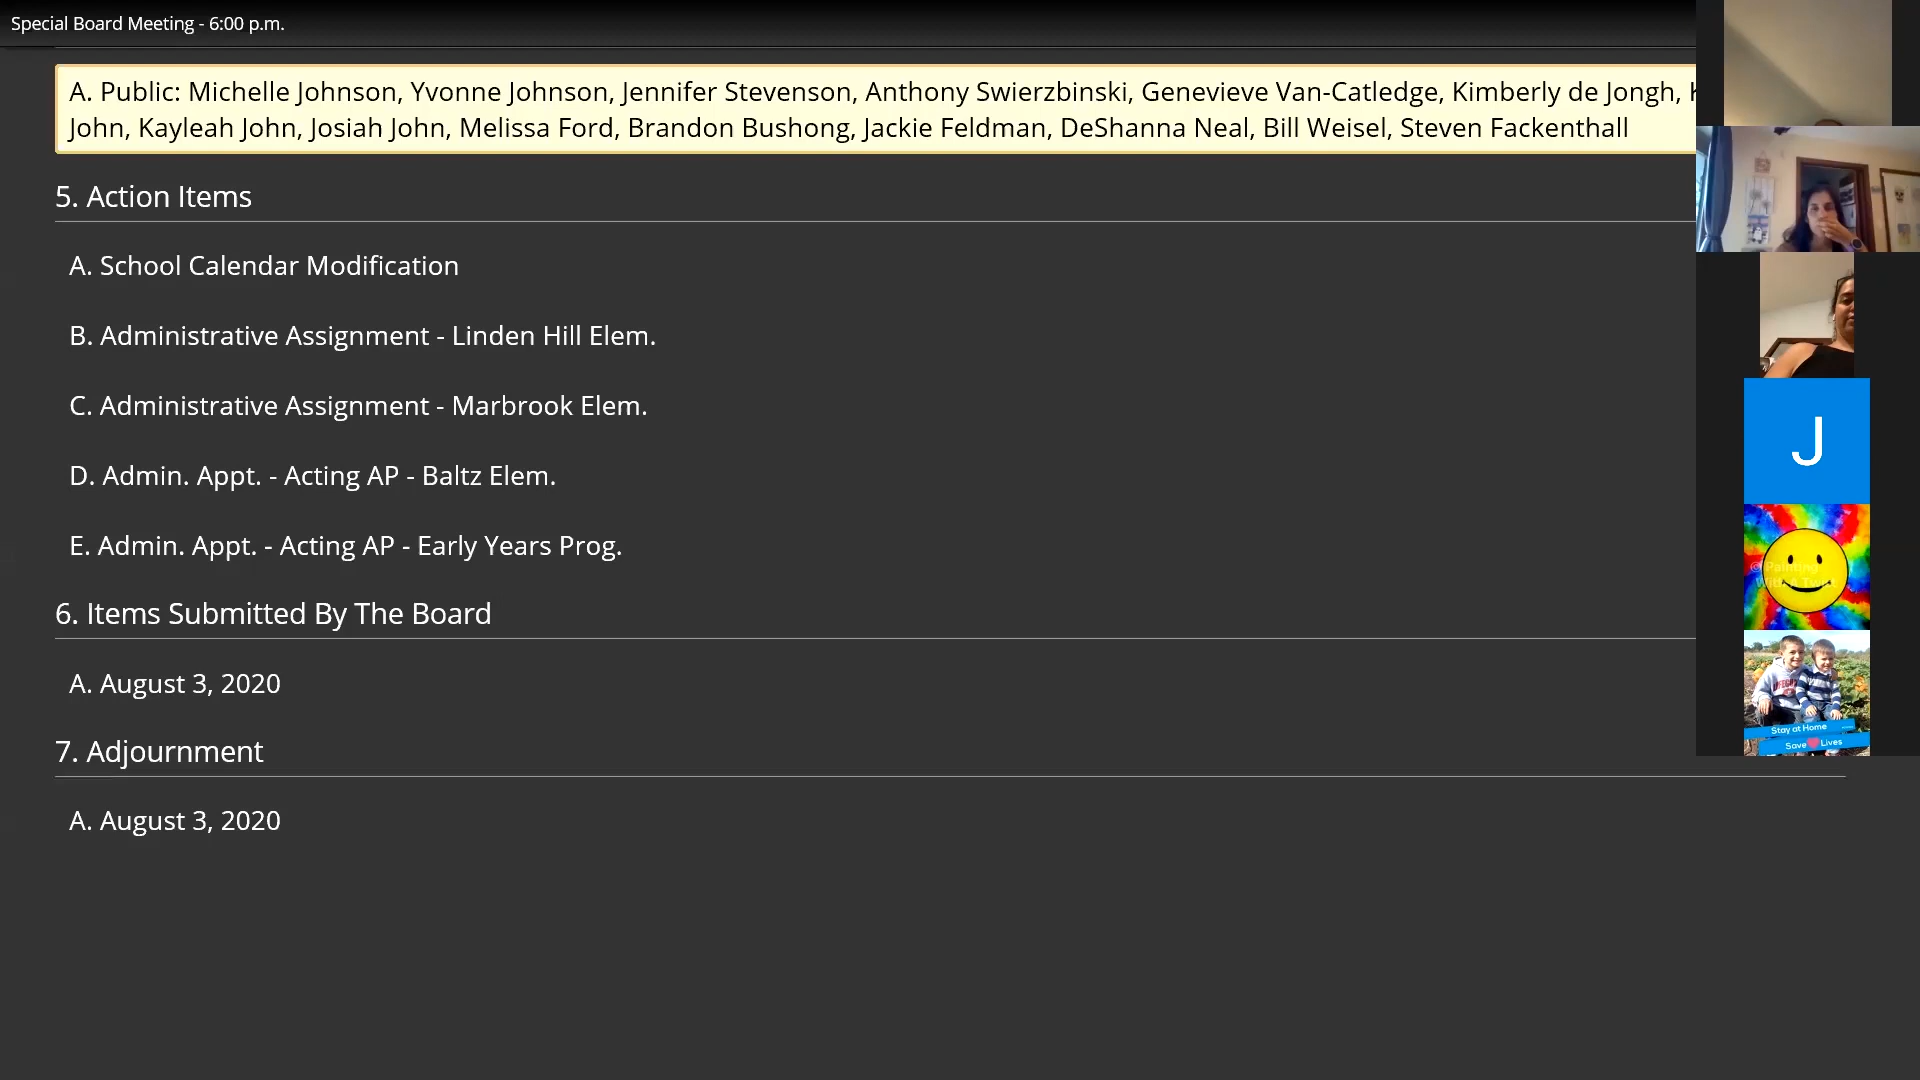 Special Board Meeting - 6:00 p.m.
A. Public: Michelle Johnson, Yvonne Johnson, Jennifer Stevenson, Anthony Swierzbinski, Genevieve Van-Catledge, Kimberly de Jongh,
John, Kayleah John, Josiah John, Melissa Ford, Brandon Bushong, Jackie Feldman, DeShanna Neal, Bill Weisel, Steven Fackenthall
5. Action Items
A. School Calendar Modification
B. Administrative Assignment - Linden Hill Elem.
C. Administrative Assignment - Marbrook Elem.
D. Admin. Appt. - Acting AP - Baltz Elem.
E. Admin. Appt. - Acting AP - Early Years Prog.
6. Items Submitted By The Board
A. August 3, 2020
7. Adjournment
A. August 3, 2020
J
© Painting
With A
Stay at Home
Save Lives